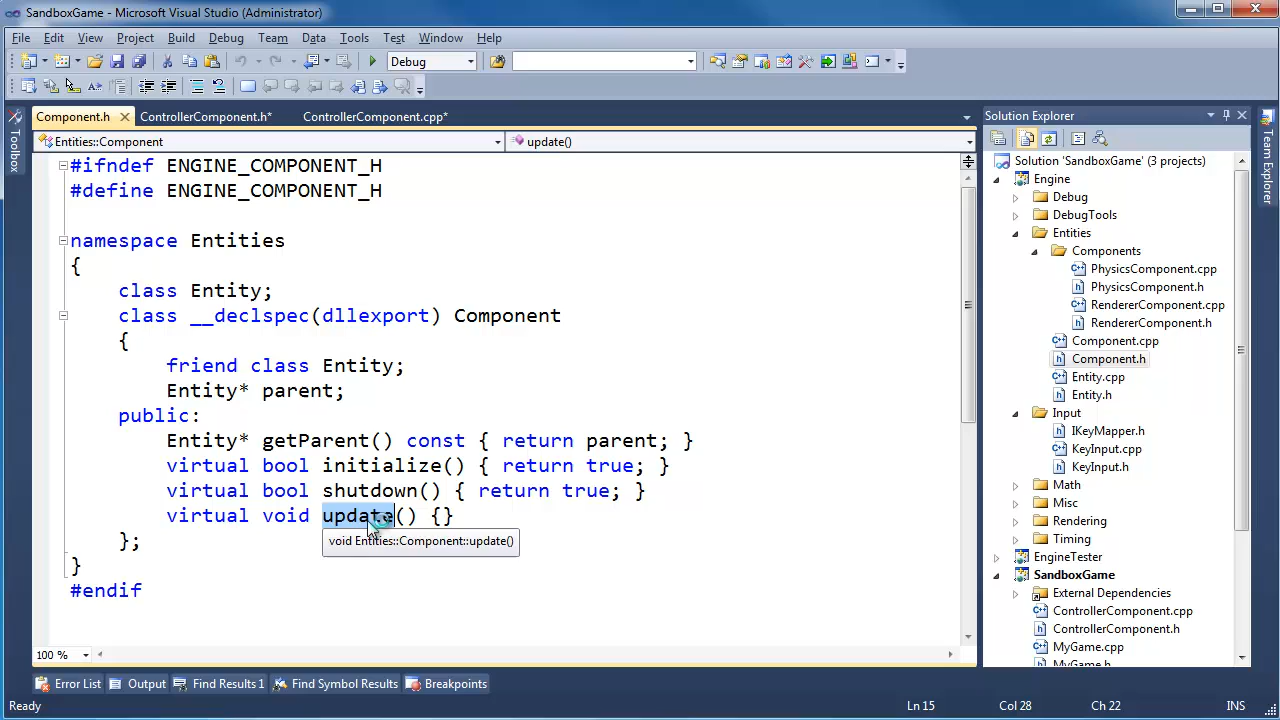 SandboxGame - Microsoft Visual Studio (Administrator)
File Edit View Project Build Debug Team Data Tools Test Window Help
Debug
Component.h ControllerComponent.h* ControllerComponent.cpp*
Entities::Component update()
#ifndef ENGINE_COMPONENT_H
#define ENGINE_COMPONENT_H
namespace Entities
{
class Entity;
class __declspec(dllexport) Component
{
friend class Entity;
Entity* parent;
public:
Entity* getParent() const { return parent; }
virtual bool initialize() { return true; }
virtual bool shutdown() { return true; }
virtual void update() {}
void Entities::Component::update()
};
}
#endif
100 %
Toolbox
Solution Explorer
Solution 'SandboxGame' (3 projects)
Engine
Debug
DebugTools
Entities
Components
PhysicsComponent.cpp
PhysicsComponent.h
RendererComponent.cpp
RendererComponent.h
Component.cpp
Component.h
Entity.cpp
Entity.h
Input
IKeyMapper.h
KeyInput.cpp
KeyInput.h
Math
Misc
Rendering
Timing
EngineTester
SandboxGame
External Dependencies
ControllerComponent.cpp
ControllerComponent.h
MyGame.cpp
MyGame.h
Team Explorer
Error List Output Find Results 1 Find Symbol Results Breakpoints
Ready Ln 15 Col 28 Ch 22 INS